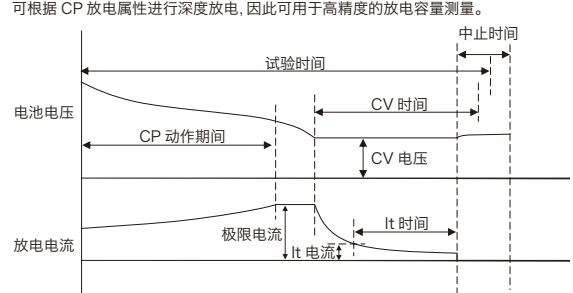 可根据 CP 放电属性进行深度放电, 因此可用于高精度的放电容量测量。
中止时间
试验时间
CV 时间
电池电压
CP 动作期间
CV 电压
It 时间
极限电流
放电电流
It 电流